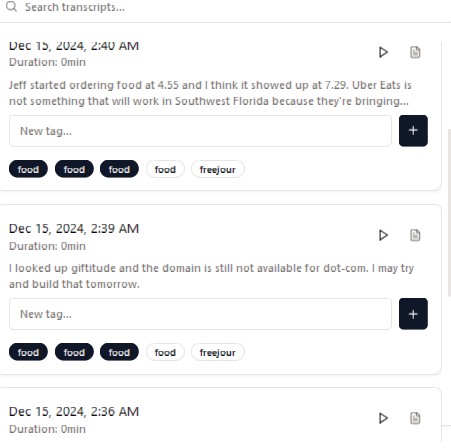 Search transcripts...
Dec 15, 2024, 2:40 AM
Duration: 0min
Jeff started ordering food at 4.55 and I think it showed up at 7.29. Uber Eats is
not something that will work in Southwest Florida because they're bringing...
New tag...
+
food food food food freejour
Dec 15, 2024, 2:39 AM
Duration: 0min
I looked up giftitude and the domain is still not available for dot-com. I may try
and build that tomorrow.
New tag...
+
food food food food freejour
Dec 15, 2024, 2:36 AM
Duration: 0min